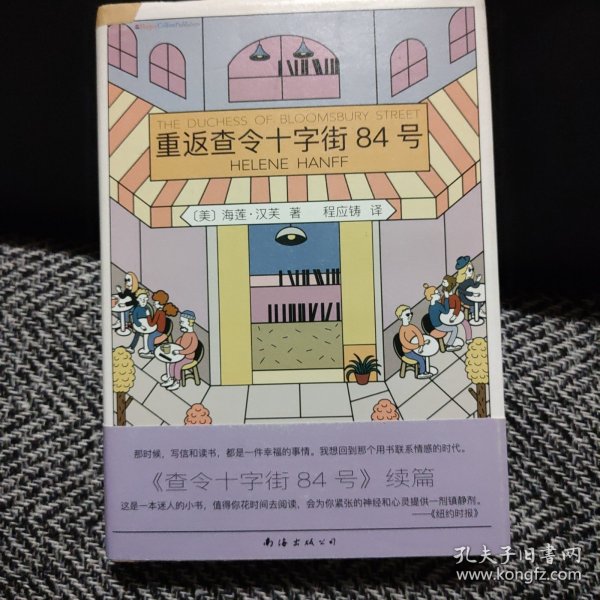 HarperCollinsPublishers
THE DUCHESS OF BLOOMSBURY STREET
重返查令十字街 84 号
HELENE HANFF
〔美〕海莲·汉芙 著 程应铸 译
那时候，写信和读书，都是一件幸福的事情。我想回到那个用书联系情感的时代。
《查令十字街 84 号》续篇
这是一本迷人的小书，值得你花时间去阅读，会为你紧张的神经和心灵提供一剂镇静剂。
——《纽约时报》
南海出版公司
孔夫子旧书网
www.kongfz.com